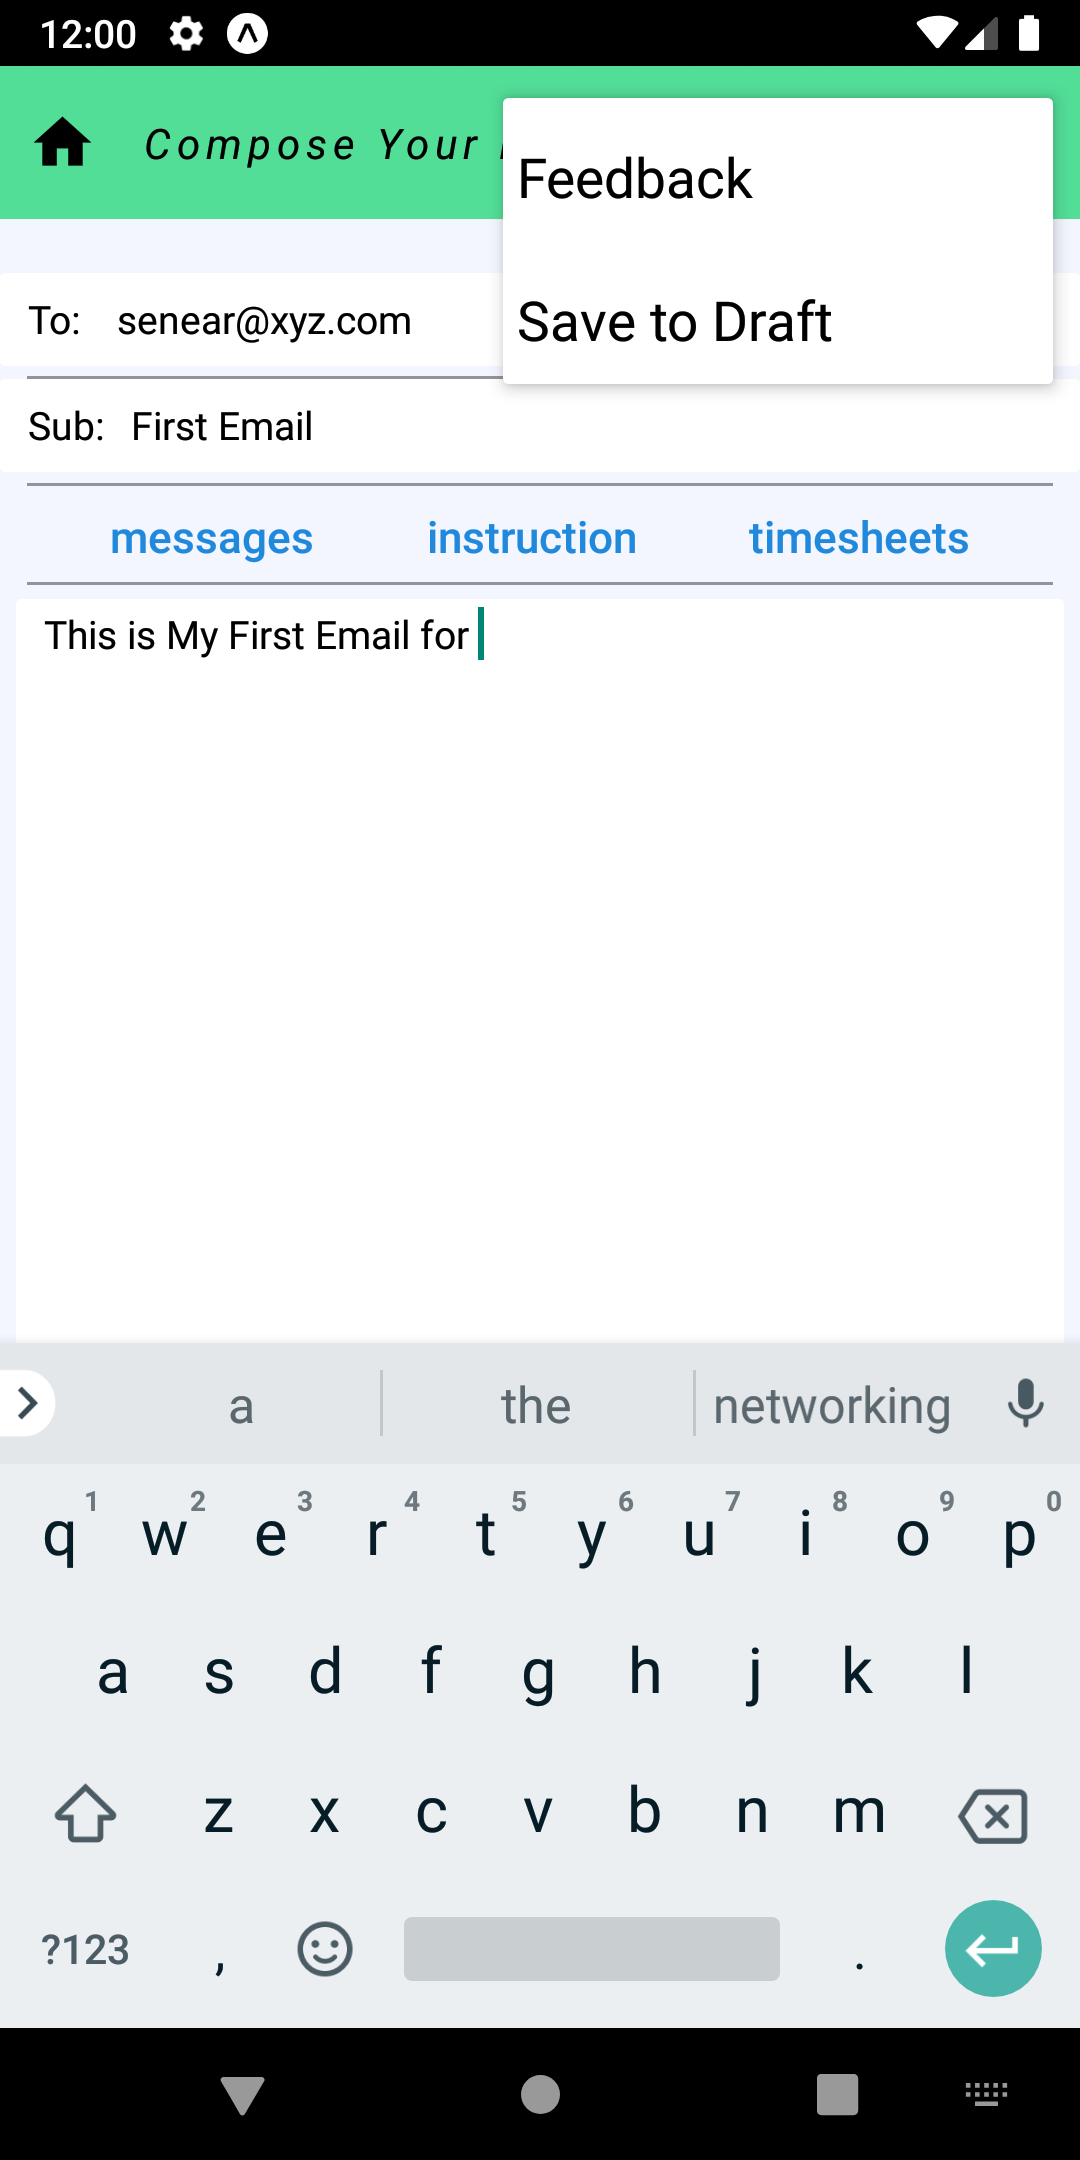 12:00
Compose Your
Feedback
Save to Draft
To: senear@xyz.com
Sub: First Email
messages instruction timesheets
This is My First Email for
a the networking
1 2 3 4 5 6 7 8 9 0
q w e r t y u i o p
a s d f g h j k l
z x c v b n m
?123 , .